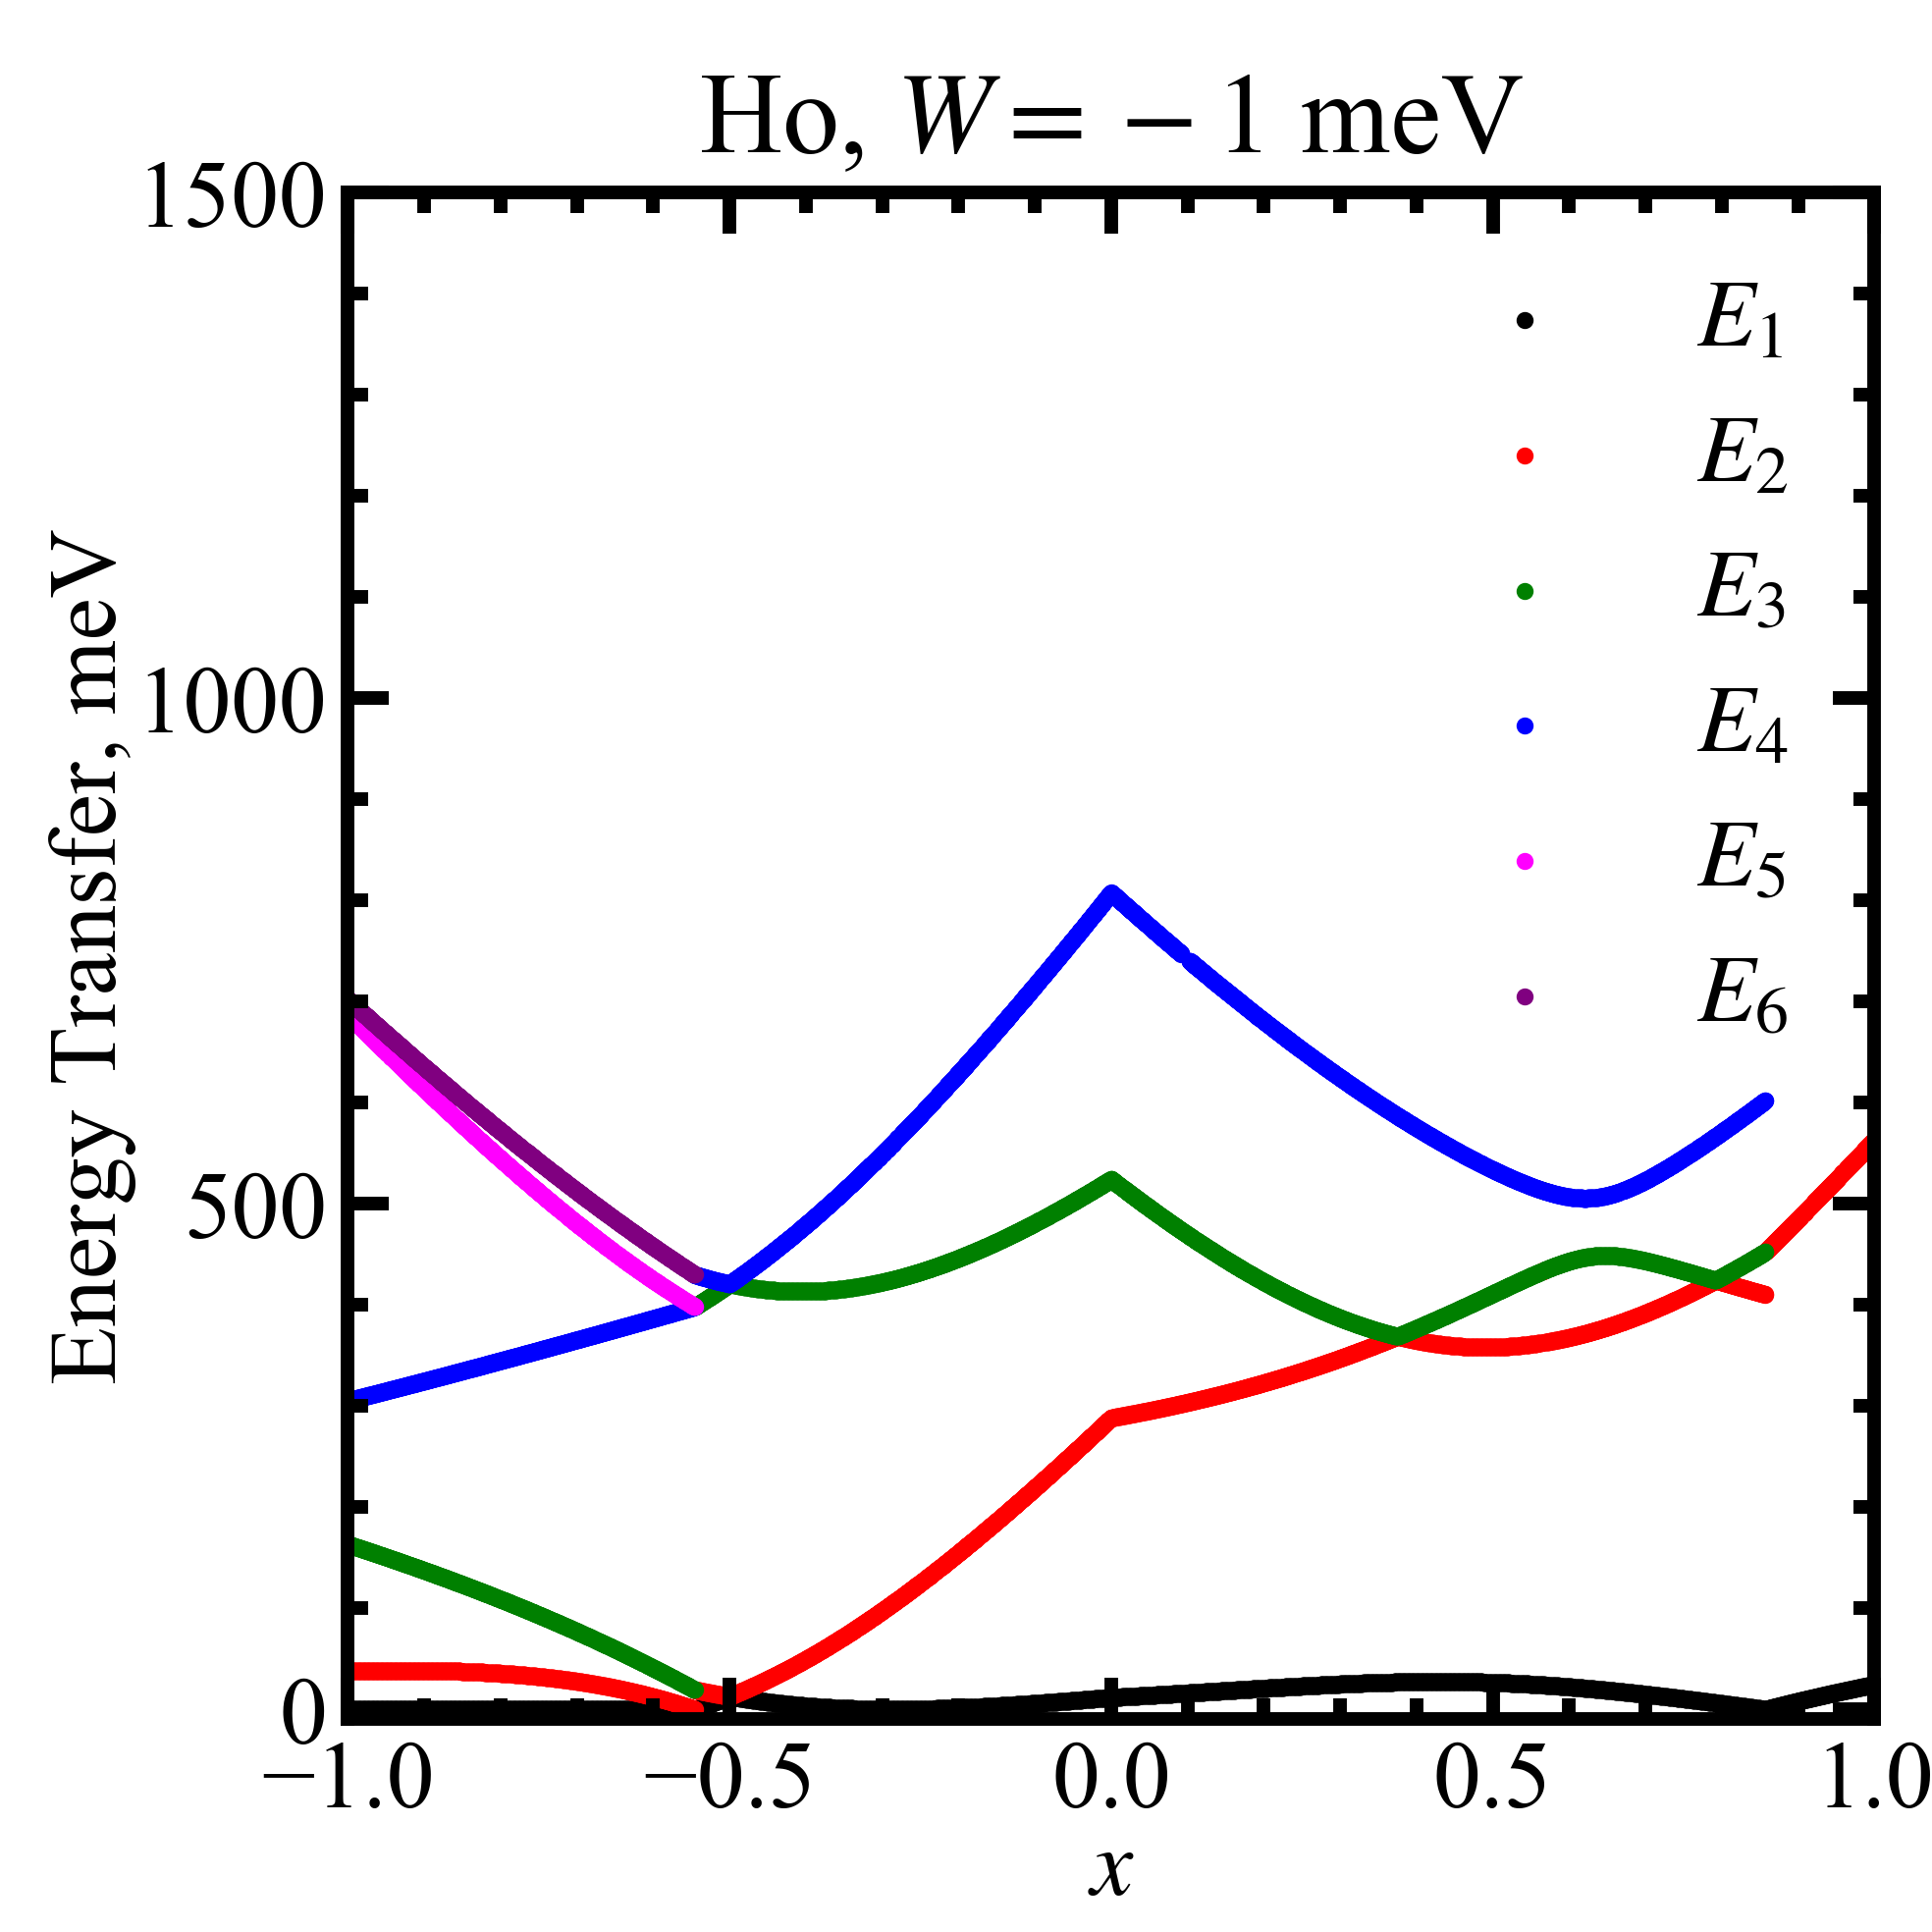 Ho, W = − 1 meV
1500
1000
500
0
Energy Transfer, meV
E1
E2
E3
E4
E5
E6
−1.0 −0.5 0.0 0.5 1.0
x